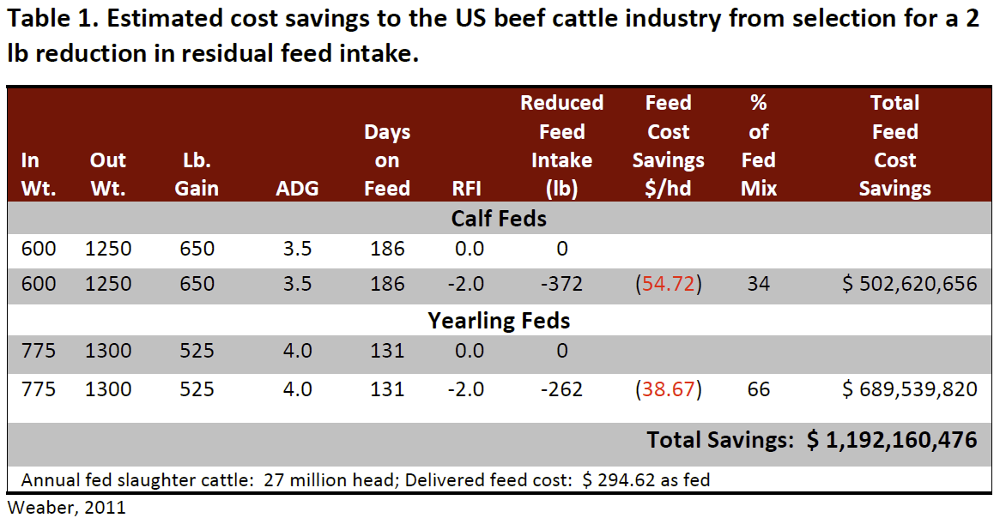 Table 1. Estimated cost savings to the US beef cattle industry from selection for a 2
lb reduction in residual feed intake.
In Wt. Out Wt. Lb. Gain ADG Days on Feed RFI Reduced Feed Intake (lb) Feed Cost Savings $/hd % of Fed Mix Total Feed Cost Savings
Calf Feds
600 1250 650 3.5 186 0.0 0
600 1250 650 3.5 186 -2.0 -372 (54.72) 34 $ 502,620,656
Yearling Feds
775 1300 525 4.0 131 0.0 0
775 1300 525 4.0 131 -2.0 -262 (38.67) 66 $ 689,539,820
Total Savings: $ 1,192,160,476
Annual fed slaughter cattle: 27 million head; Delivered feed cost: $ 294.62 as fed
Weaber, 2011